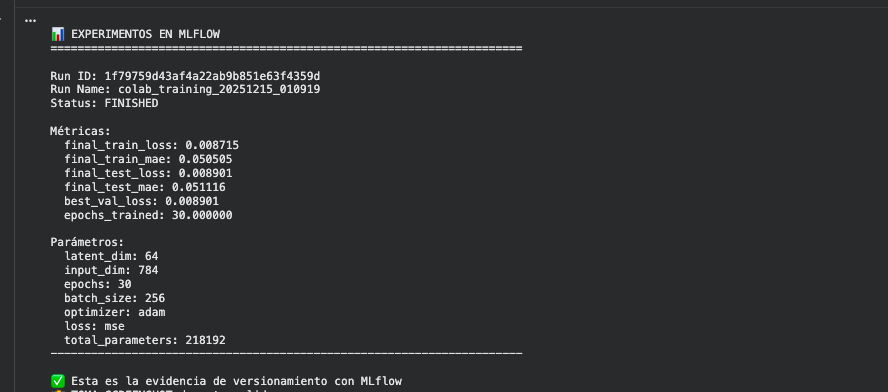 ...
📊 EXPERIMENTOS EN MLFLOW
======================================================================
Run ID: 1f79759d43af4a22ab9b851e63f4359d
Run Name: colab_training_20251215_010919
Status: FINISHED
Métricas:
final_train_loss: 0.008715
final_train_mae: 0.050505
final_test_loss: 0.008901
final_test_mae: 0.051116
best_val_loss: 0.008901
epochs_trained: 30.000000
Parámetros:
latent_dim: 64
input_dim: 784
epochs: 30
batch_size: 256
optimizer: adam
loss: mse
total_parameters: 218192
----------------------------------------------------------------------
✅ Esta es la evidencia de versionamiento con MLflow